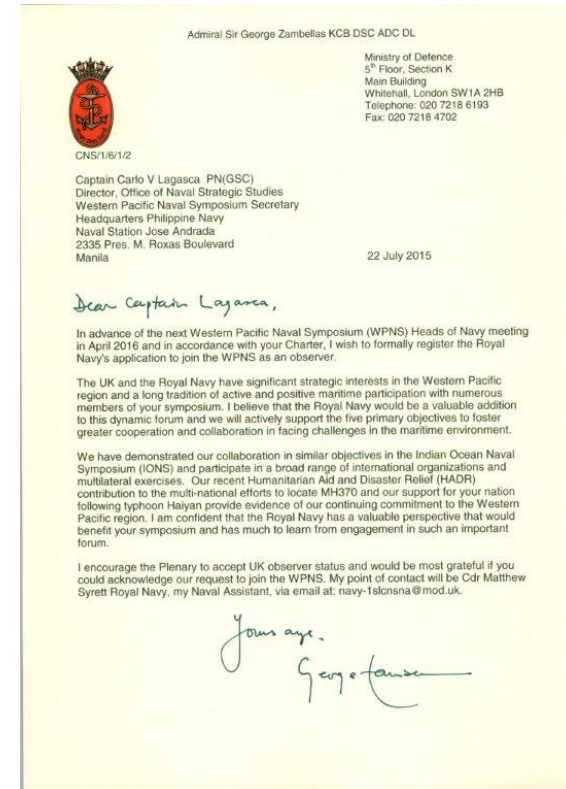 Admiral Sir George Zambellas KCB DSC ADC DL
Ministry of Defence
5th Floor, Section K
Main Building
Whitehall, London SW1A 2HB
Telephone: 020 7218 6193
Fax: 020 7218 4702
CNS/1/6/1/2
Captain Carlo V Lagasca PN(GSC)
Director, Office of Naval Strategic Studies
Western Pacific Naval Symposium Secretary
Headquarters Philippine Navy
Naval Station Jose Andrada
2335 Pres. M. Roxas Boulevard
Manila
22 July 2015
Dear Captain Lagasca,
In advance of the next Western Pacific Naval Symposium (WPNS) Heads of Navy meeting
in April 2016 and in accordance with your Charter, I wish to formally register the Royal
Navy's application to join the WPNS as an observer.
The UK and the Royal Navy have significant strategic interests in the Western Pacific
region and a long tradition of active and positive maritime participation with numerous
members of your symposium. I believe that the Royal Navy would be a valuable addition
to this dynamic forum and we will actively support the five primary objectives to foster
greater cooperation and collaboration in facing challenges in the maritime environment.
We have demonstrated our collaboration in similar objectives in the Indian Ocean Naval
Symposium (IONS) and participate in a broad range of international organizations and
multilateral exercises. Our recent Humanitarian Aid and Disaster Relief (HADR)
contribution to the multi-national efforts to locate MH370 and our support for your nation
following typhoon Haiyan provide evidence of our continuing commitment to the Western
Pacific region. I am confident that the Royal Navy has a valuable perspective that would
benefit your symposium and has much to learn from engagement in such an important
forum.
I encourage the Plenary to accept UK observer status and would be most grateful if you
could acknowledge our request to join the WPNS. My point of contact will be Cdr Matthew
Syrett Royal Navy, my Naval Assistant, via email at: navy-1slcnsna@mod.uk.
Yours aye,
George